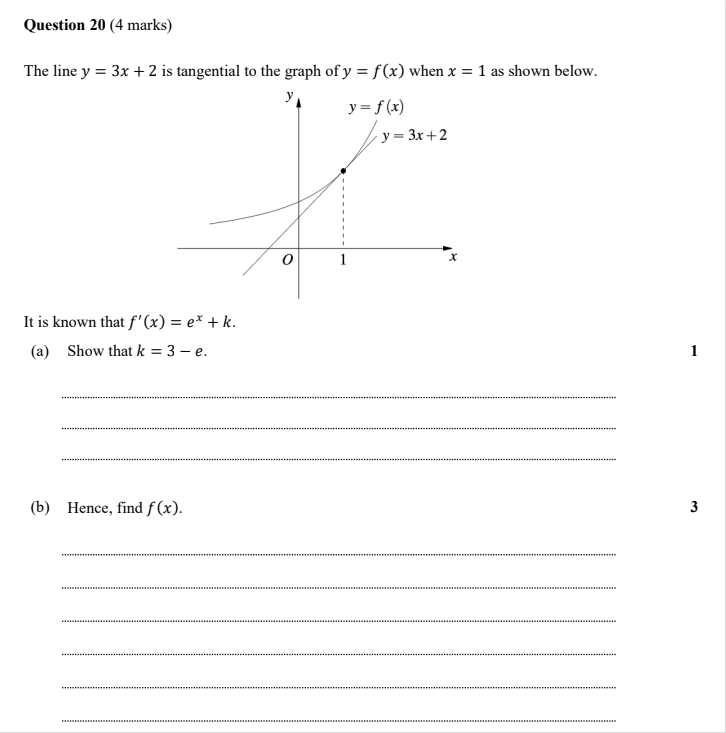 Question 20 (4 marks)
The line y = 3x + 2 is tangential to the graph of y = f(x) when x = 1 as shown below.
y
y = f (x)
y = 3x + 2
O
1
x
It is known that f′(x) = eˣ + k.
(a) Show that k = 3 − e. 1
(b) Hence, find f(x). 3